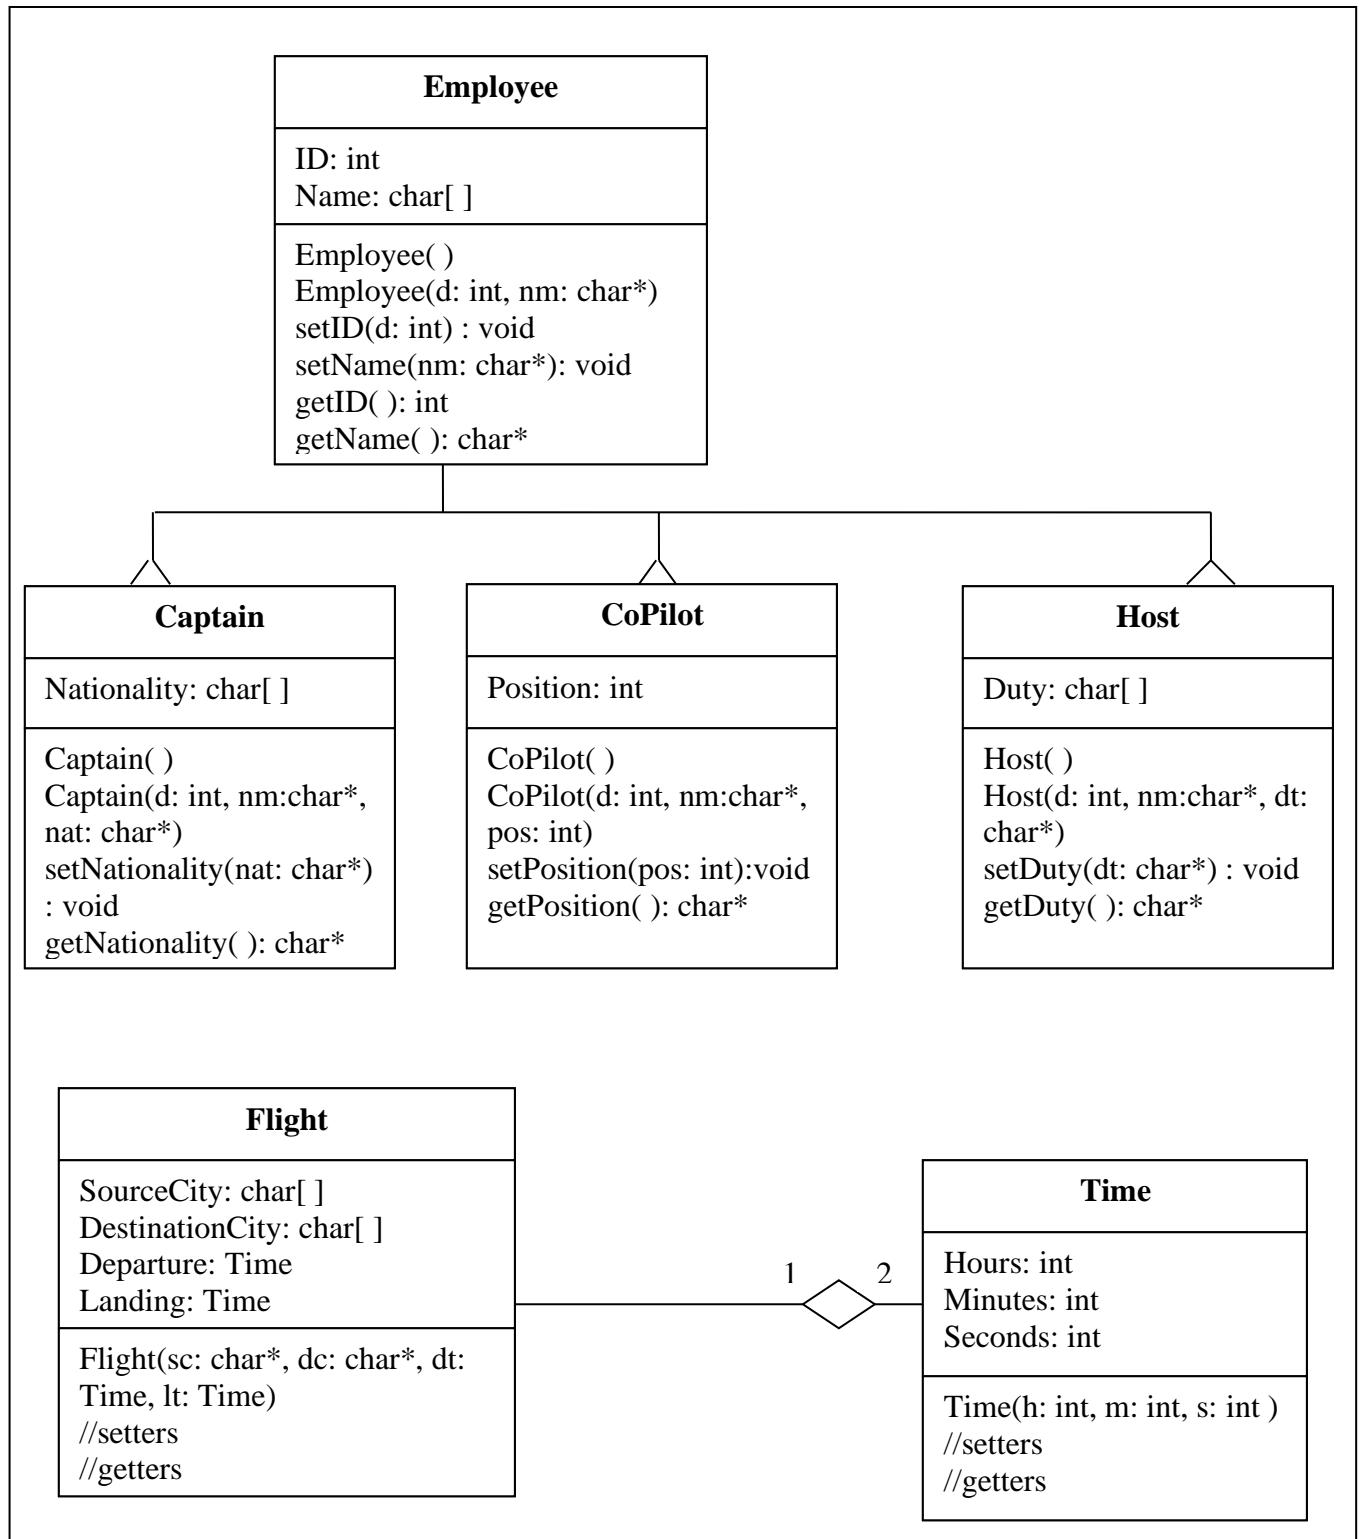 Employee
ID: int
Name: char[ ]
Employee( )
Employee(d: int, nm: char*)
setID(d: int) : void
setName(nm: char*): void
getID( ): int
getName( ): char*
Captain
Nationality: char[ ]
Captain( )
Captain(d: int, nm:char*,
nat: char*)
setNationality(nat: char*)
: void
getNationality( ): char*
CoPilot
Position: int
CoPilot( )
CoPilot(d: int, nm:char*,
pos: int)
setPosition(pos: int):void
getPosition( ): char*
Host
Duty: char[ ]
Host( )
Host(d: int, nm:char*, dt:
char*)
setDuty(dt: char*) : void
getDuty( ): char*
Flight
SourceCity: char[ ]
DestinationCity: char[ ]
Departure: Time
Landing: Time
Flight(sc: char*, dc: char*, dt:
Time, lt: Time)
//setters
//getters
1
2
Time
Hours: int
Minutes: int
Seconds: int
Time(h: int, m: int, s: int )
//setters
//getters